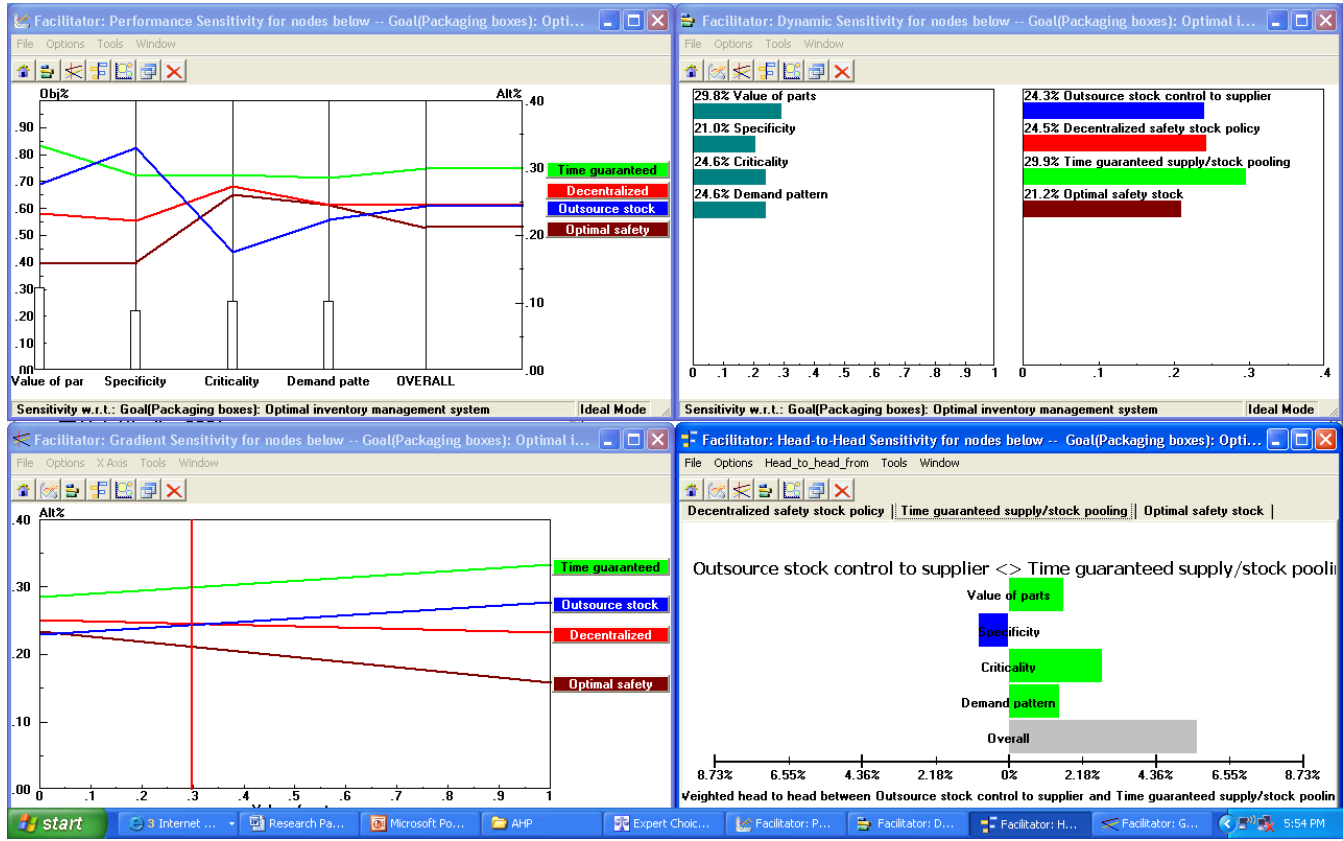 Facilitator: Performance Sensitivity for nodes below -- Goal(Packaging boxes): Opti...
File Options Tools Window
Obj%
Alt%
.40
.90
.80
.70
.60
.50
.40
.30
.20
.10
.00
.30
.20
.10
.00
Time guaranteed
Decentralized
Outsource stock
Optimal safety
Value of par Specificity Criticality Demand patte OVERALL
Sensitivity w.r.t.: Goal(Packaging boxes): Optimal inventory management system Ideal Mode
Facilitator: Dynamic Sensitivity for nodes below -- Goal(Packaging boxes): Optimal i...
File Options Tools Window
29.8% Value of parts
21.0% Specificity
24.6% Criticality
24.6% Demand pattern
0 .1 .2 .3 .4 .5 .6 .7 .8 .9 1
24.3% Outsource stock control to supplier
24.5% Decentralized safety stock policy
29.9% Time guaranteed supply/stock pooling
21.2% Optimal safety stock
0 .1 .2 .3 .4
Sensitivity w.r.t.: Goal(Packaging boxes): Optimal inventory management system Ideal Mode
Facilitator: Gradient Sensitivity for nodes below -- Goal(Packaging boxes): Optimal i...
File Options X Axis Tools Window
Alt%
.40
.30
.20
.10
.00
Time guaranteed
Outsource stock
Decentralized
Optimal safety
0 .1 .2 .3 .4 .5 .6 .7 .8 .9 1
Facilitator: Head-to-Head Sensitivity for nodes below -- Goal(Packaging boxes): Opti...
File Options Head_to_head_from Tools Window
Decentralized safety stock policy | Time guaranteed supply/stock pooling | Optimal safety stock |
Outsource stock control to supplier <> Time guaranteed supply/stock pooli
Value of parts
Specificity
Criticality
Demand pattern
Overall
8.73% 6.55% 4.36% 2.18% 0% 2.18% 4.36% 6.55% 8.73%
Weighted head to head between Outsource stock control to supplier and Time guaranteed supply/stock poolin
start 3 Internet ... Research Pa... Microsoft Po... AHP Expert Choic... Facilitator: P... Facilitator: D... Facilitator: H... Facilitator: G... 5:54 PM